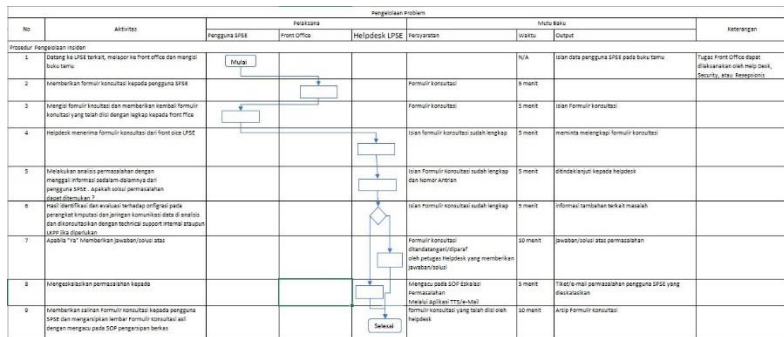 Pengelolaan Problem
No
Aktivitas
Pelaksana
Mutu Baku
Keterangan
Pengguna SPSE
Front Office
Helpdesk LPSE
Persyaratan
Waktu
Output
Prosedur Pengelolaan Insiden
1
Datang ke LPSE terkait, melapor ke front office dan mengisi
buku tamu
Mulai
N/A
Isian data pengguna SPSE pada buku tamu
Tugas Front Office dapat
dilaksanakan oleh Help Desk,
Security, atau Resepsionis
2
Memberikan formulir konsultasi kepada pengguna SPSE
Formulir konsultasi
5 menit
3
Mengisi fomulir knsultasi dan memberikan kembali formulir
konultasi yang telah diisi dengan legkap kepada front ffice
Formulir konsultasi
5 menit
Isian Formulir konsultasi
4
Helpdesk menerima formulir konsultasi dari front oice LPSE
Isian formulir konsultasi sudah lengkap
5 menit
meminta melengkapi formulir konsultasi
5
Melakukan analisis permasalahan dengan
menggali informasi sedalam-dalamnya dari
pengguna SPSE . Apakah solusi permasalahan
dapat ditemukan ?
Isian Formulir Konsultasi sudah lengkap
dan Nomor Antrian
5 menit
ditindaklanjuti kepada helpdesk
6
Hasil identifikasi dan evaluasi terhadap onfigrasi pada
perangkat kmputasi dan jaringan komunikasi data di analisis
dan dikonsultasikan dengan technical support internal ataupun
LKPP jika diperlukan
Isian Formulir Konsultasi sudah lengkap
5 menit
informasi tambahan terkait masalah
7
Apabila "Ya" Memberikan jawaban/solusi atas
Formulir konsultasi
ditandatangani/diparaf
oleh petugas Helpdesk yang memberikan
jawaban/solusi
10 menit
jawaban/solusi atas permasalahan
8
Mengeskalasikan permasalahan kepada
Mengacu pada SOP Eskalasi
Permasalahan
Melalui Aplikasi TTS/e-Mail
5 menit
Tiket/e-mail permasalahan pengguna SPSE yang
dieskalasikan
9
Memberikan salinan Formulir Konsultasi kepada pengguna
SPSE dan mengarsipkan lembar Formulir Konsultasi asli
dengan mengacu pada SOP pengarsipan berkas
Selesai
formulir konsultasi yang telah diisi oleh
helpdesk
10 menit
Arsip Formulir Konsultasi